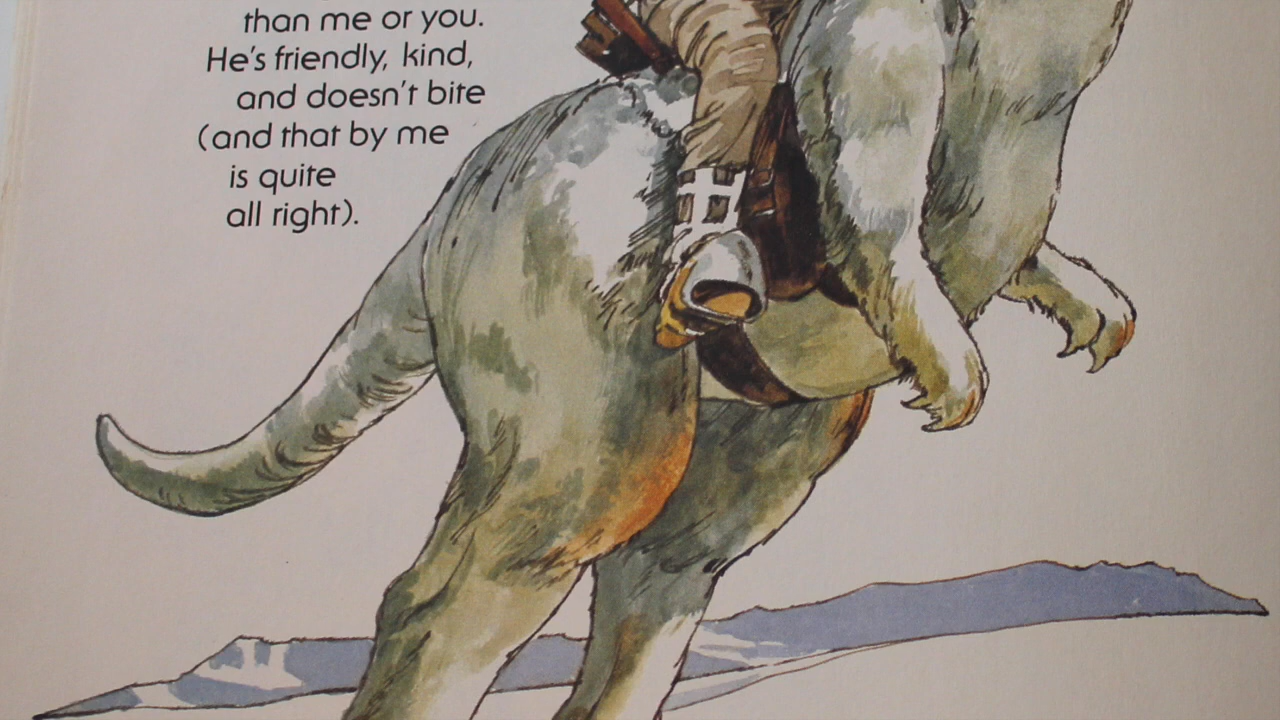 than me or you.
He's friendly, kind,
and doesn't bite
(and that by me
is quite
all right).